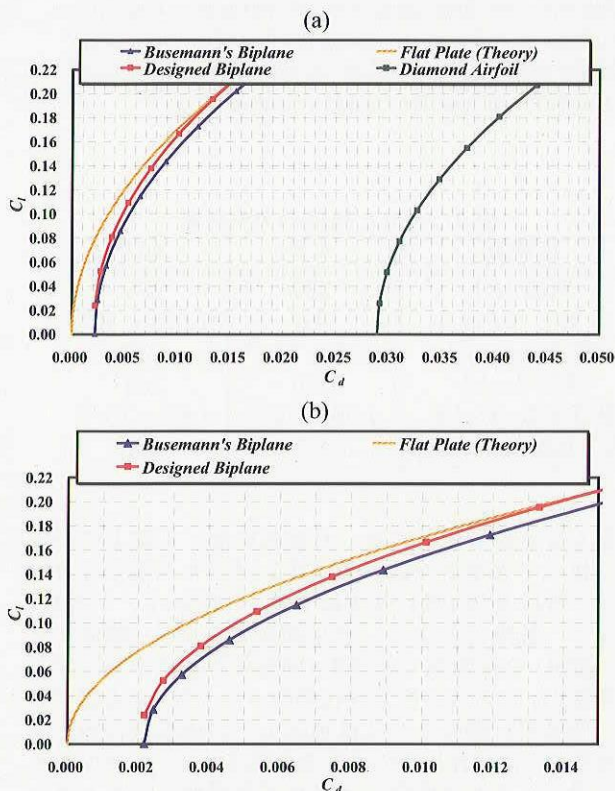 (a)
Busemann's Biplane Flat Plate (Theory)
Designed Biplane Diamond Airfoil
0.22
0.20
0.18
0.16
0.14
0.12
0.10
0.08
0.06
0.04
0.02
0.00
C_l
0.000 0.005 0.010 0.015 0.020 0.025 0.030 0.035 0.040 0.045 0.050
C_d
(b)
Busemann's Biplane Flat Plate (Theory)
Designed Biplane
0.22
0.20
0.18
0.16
0.14
0.12
0.10
0.08
0.06
0.04
0.02
0.00
C_l
0.000 0.002 0.004 0.006 0.008 0.010 0.012 0.014
C_d